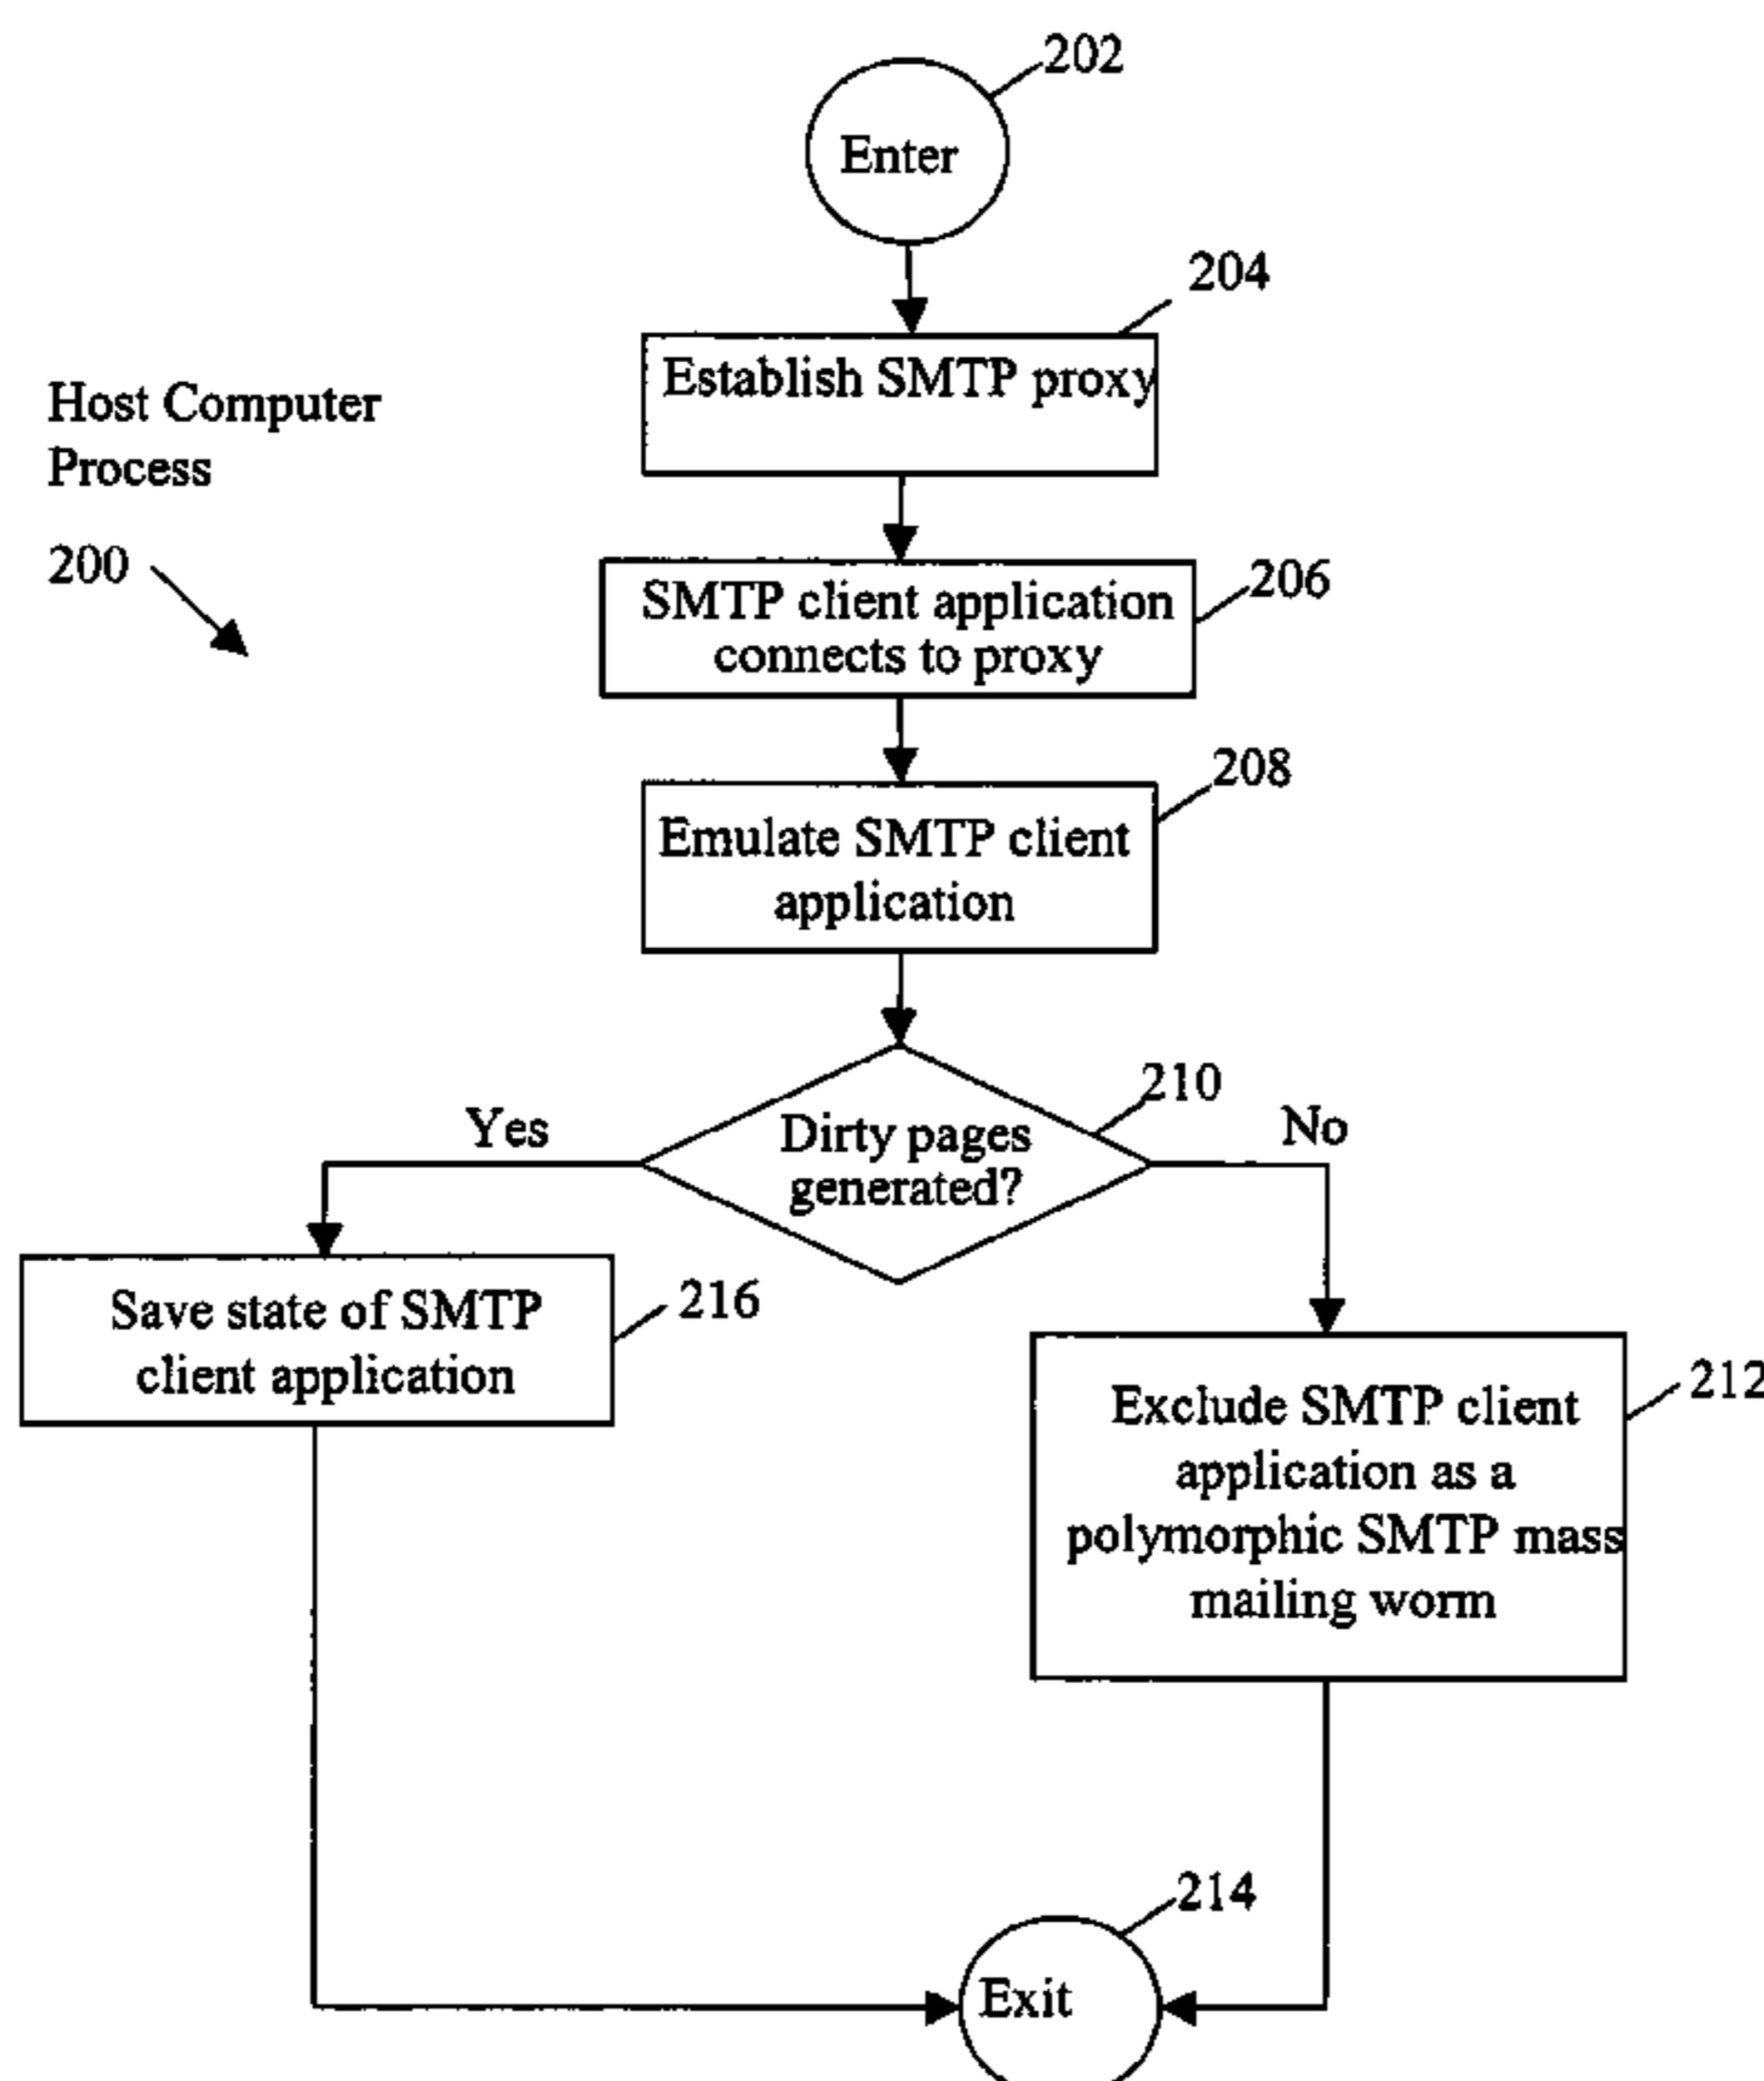 202
Enter
204
Establish SMTP proxy
Host Computer
Process
200
206
SMTP client application
connects to proxy
208
Emulate SMTP client
application
210
Dirty pages
generated?
Yes
No
Save state of SMTP
client application
216
212
Exclude SMTP client
application as a
polymorphic SMTP mass
mailing worm
214
Exit